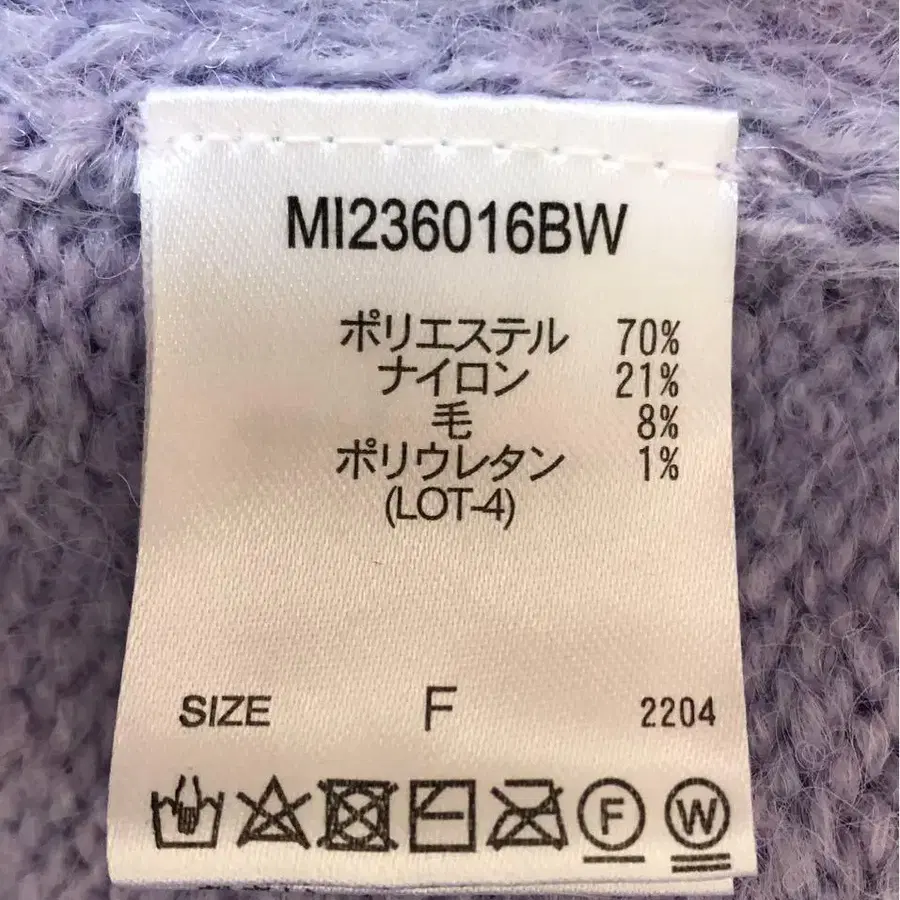 MI236016BW
ポリエステル 70%
ナイロン 21%
毛 8%
ポリウレタン 1%
(LOT-4)
SIZE F 2204
F W